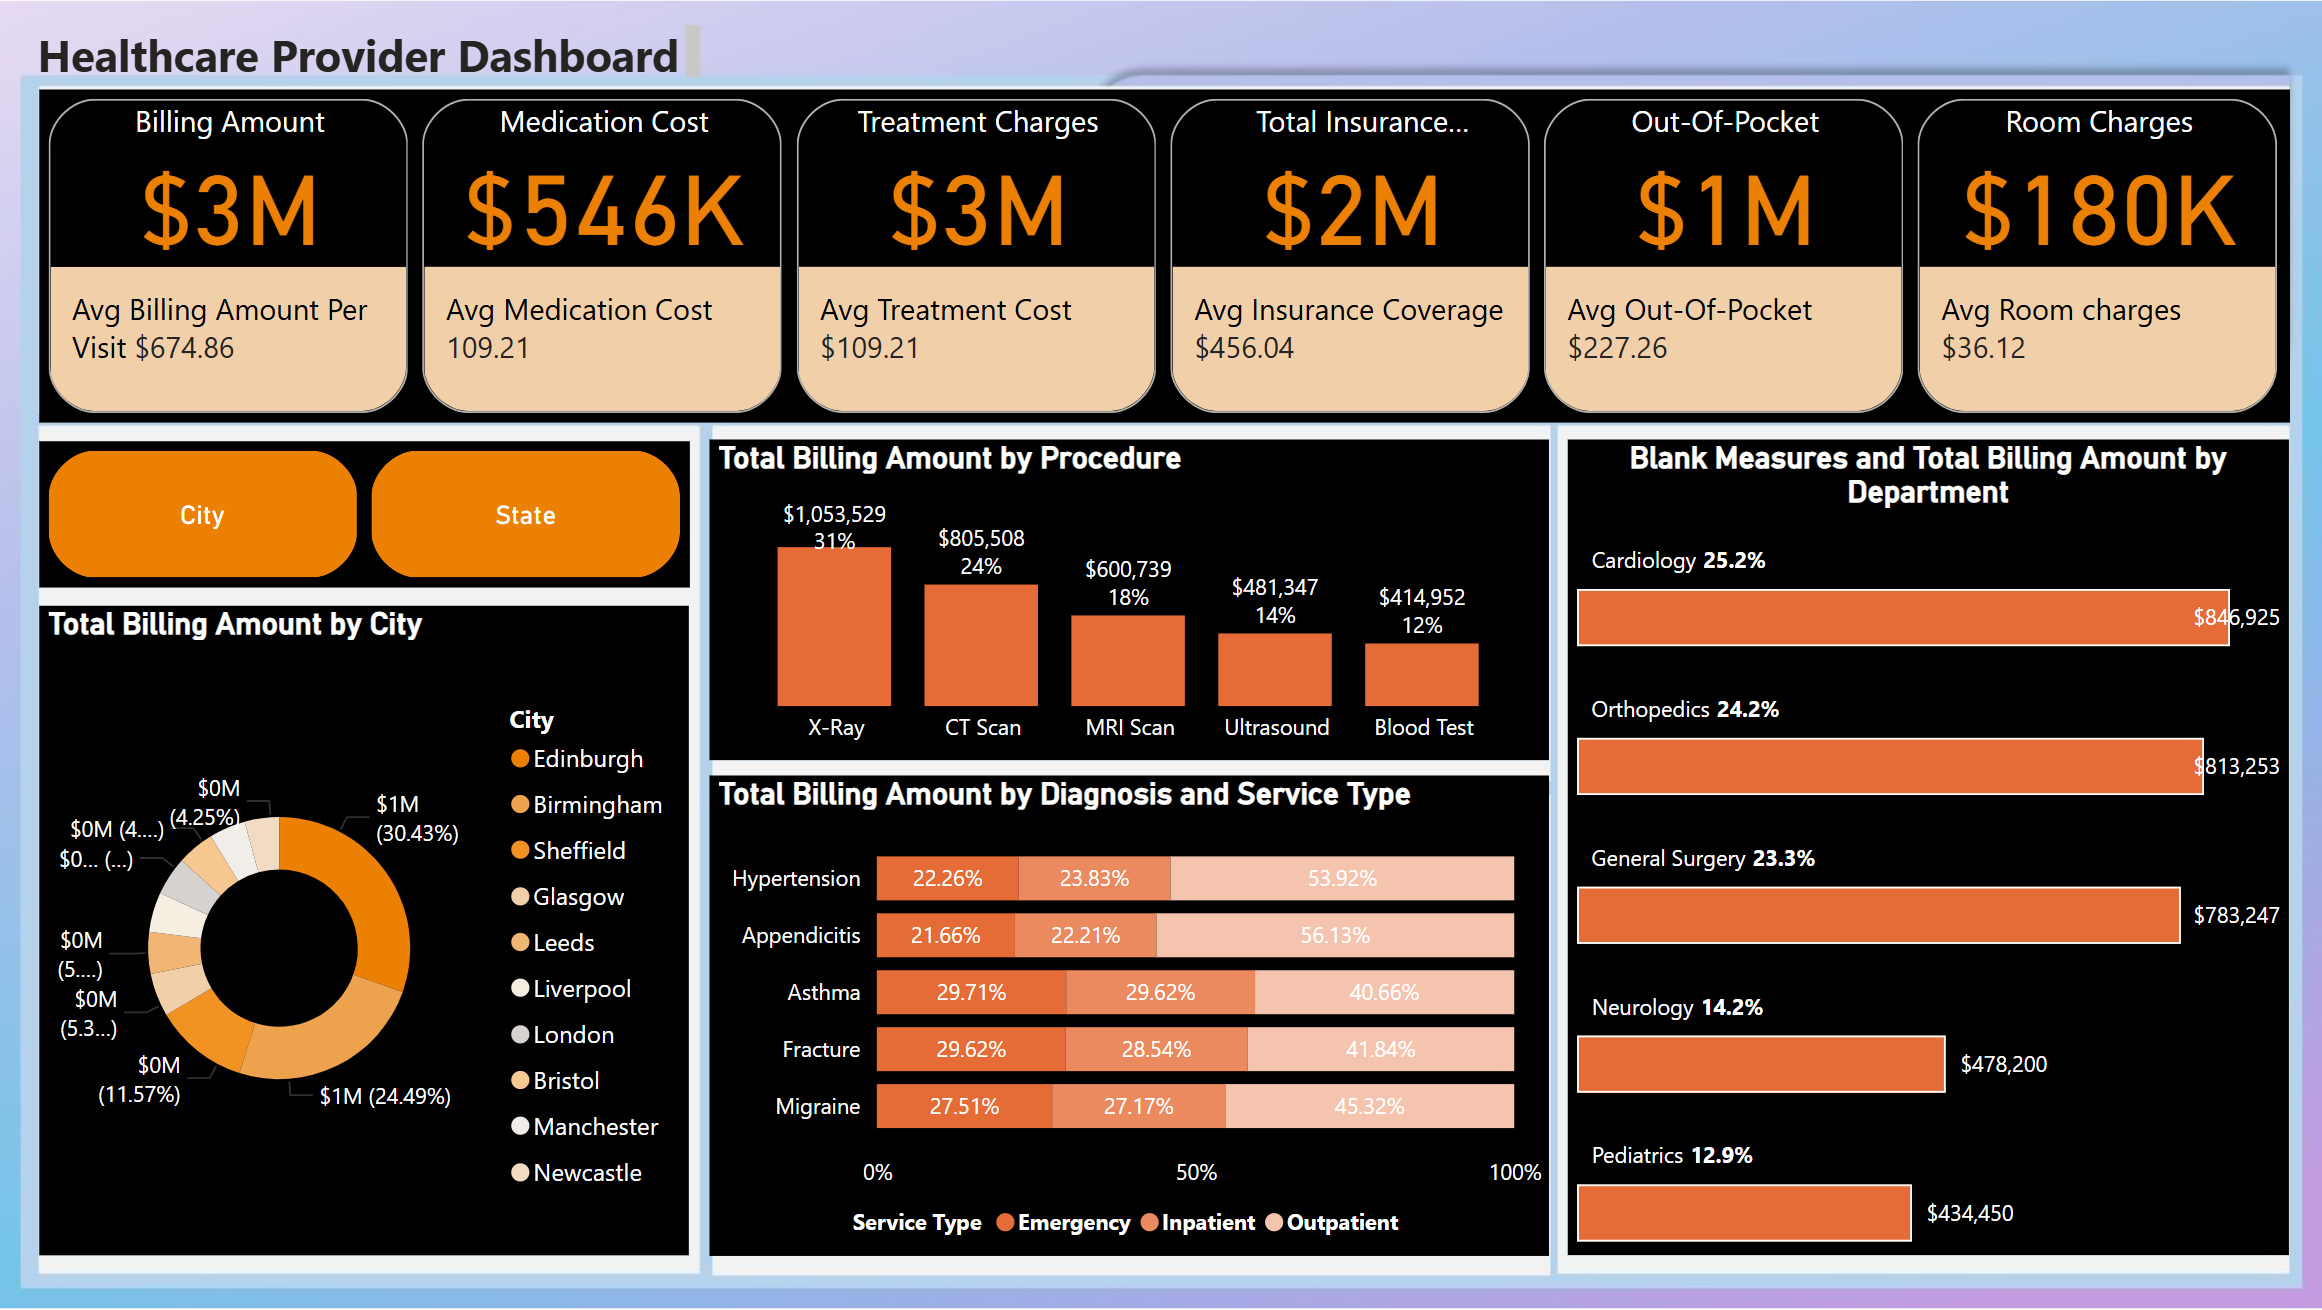 Healthcare Provider Dashboard
Billing Amount
$3M
Avg Billing Amount Per
Visit $674.86
Medication Cost
$546K
Avg Medication Cost
109.21
Treatment Charges
$3M
Avg Treatment Cost
$109.21
Total Insurance...
$2M
Avg Insurance Coverage
$456.04
Out-Of-Pocket
$1M
Avg Out-Of-Pocket
$227.26
Room Charges
$180K
Avg Room charges
$36.12
City
State
Total Billing Amount by City
$0M
(4.25%)
$1M
(30.43%)
$0M (4....)
$0... (...)
$0M
(5....)
$0M
(5.3...)
$0M
(11.57%)
$1M (24.49%)
City
Edinburgh
Birmingham
Sheffield
Glasgow
Leeds
Liverpool
London
Bristol
Manchester
Newcastle
Total Billing Amount by Procedure
$1,053,529
31%
$805,508
24%
$600,739
18%
$481,347
14%
$414,952
12%
X-Ray
CT Scan
MRI Scan
Ultrasound
Blood Test
Total Billing Amount by Diagnosis and Service Type
Hypertension 22.26% 23.83% 53.92%
Appendicitis 21.66% 22.21% 56.13%
Asthma 29.71% 29.62% 40.66%
Fracture 29.62% 28.54% 41.84%
Migraine 27.51% 27.17% 45.32%
0% 50% 100%
Service Type Emergency Inpatient Outpatient
Blank Measures and Total Billing Amount by
Department
Cardiology 25.2%
$846,925
Orthopedics 24.2%
$813,253
General Surgery 23.3%
$783,247
Neurology 14.2%
$478,200
Pediatrics 12.9%
$434,450